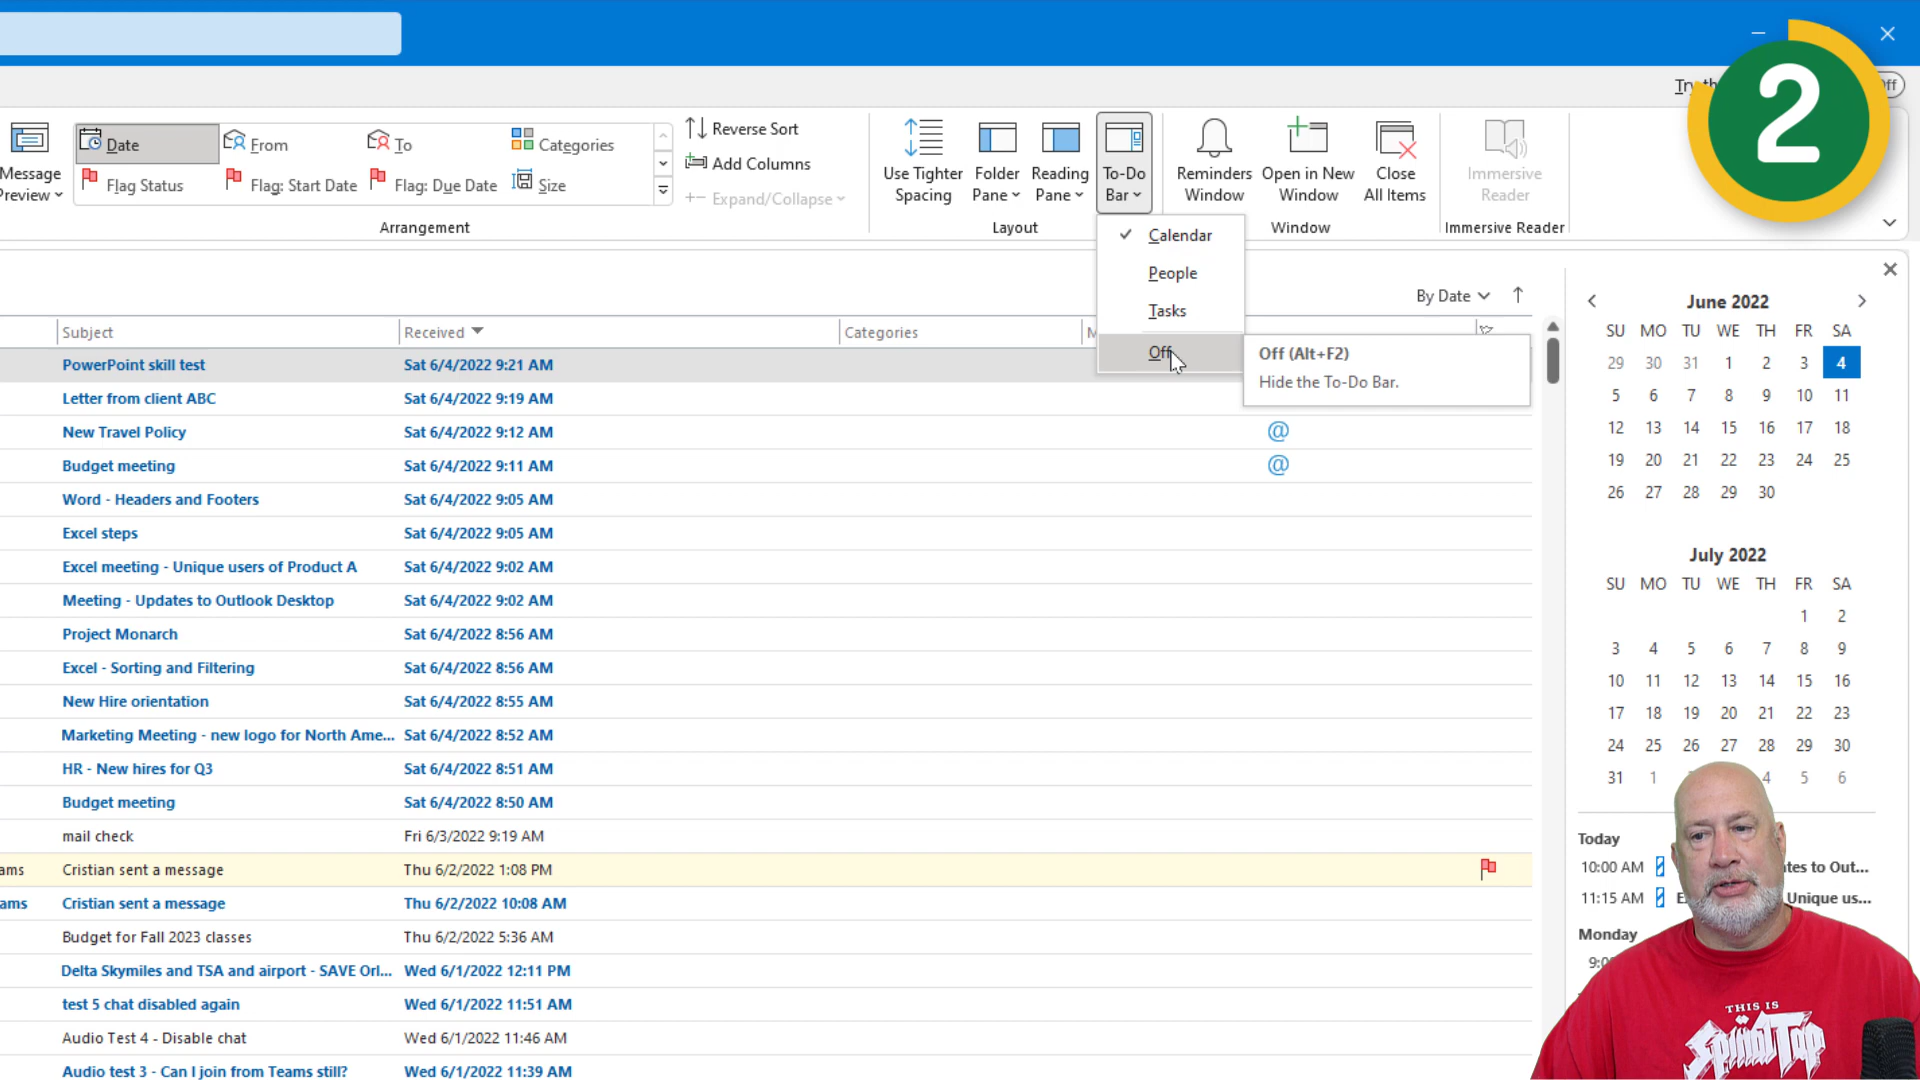 2
Try th
ff
Message
Preview
Date
From
To
Categories
Flag Status
Flag: Start Date
Flag: Due Date
Size
Arrangement
Reverse Sort
Add Columns
Expand/Collapse
Use Tighter
Spacing
Folder
Pane
Reading
Pane
To-Do
Bar
Layout
Reminders
Window
Open in New
Window
Close
All Items
Window
Immersive
Reader
Immersive Reader
Calendar
People
Tasks
Off
Off (Alt+F2)
Hide the To-Do Bar.
By Date
Subject Received Categories M
PowerPoint skill test Sat 6/4/2022 9:21 AM
Letter from client ABC Sat 6/4/2022 9:19 AM
New Travel Policy Sat 6/4/2022 9:12 AM @
Budget meeting Sat 6/4/2022 9:11 AM @
Word - Headers and Footers Sat 6/4/2022 9:05 AM
Excel steps Sat 6/4/2022 9:05 AM
Excel meeting - Unique users of Product A Sat 6/4/2022 9:02 AM
Meeting - Updates to Outlook Desktop Sat 6/4/2022 9:02 AM
Project Monarch Sat 6/4/2022 8:56 AM
Excel - Sorting and Filtering Sat 6/4/2022 8:56 AM
New Hire orientation Sat 6/4/2022 8:55 AM
Marketing Meeting - new logo for North Ame... Sat 6/4/2022 8:52 AM
HR - New hires for Q3 Sat 6/4/2022 8:51 AM
Budget meeting Sat 6/4/2022 8:50 AM
mail check Fri 6/3/2022 9:19 AM
ams Cristian sent a message Thu 6/2/2022 1:08 PM
ams Cristian sent a message Thu 6/2/2022 10:08 AM
Budget for Fall 2023 classes Thu 6/2/2022 5:36 AM
Delta Skymiles and TSA and airport - SAVE Orl... Wed 6/1/2022 12:11 PM
test 5 chat disabled again Wed 6/1/2022 11:51 AM
Audio Test 4 - Disable chat Wed 6/1/2022 11:46 AM
Audio test 3 - Can I join from Teams still? Wed 6/1/2022 11:39 AM
June 2022
SU MO TU WE TH FR SA
29 30 31 1 2 3 4
5 6 7 8 9 10 11
12 13 14 15 16 17 18
19 20 21 22 23 24 25
26 27 28 29 30
July 2022
SU MO TU WE TH FR SA
1 2
3 4 5 6 7 8 9
10 11 12 13 14 15 16
17 18 19 20 21 22 23
24 25 26 27 28 29 30
31 1 4 5 6
Today
10:00 AM tes to Out...
11:15 AM E Unique us...
Monday
9:0
THIS IS
Spın̈al Tap